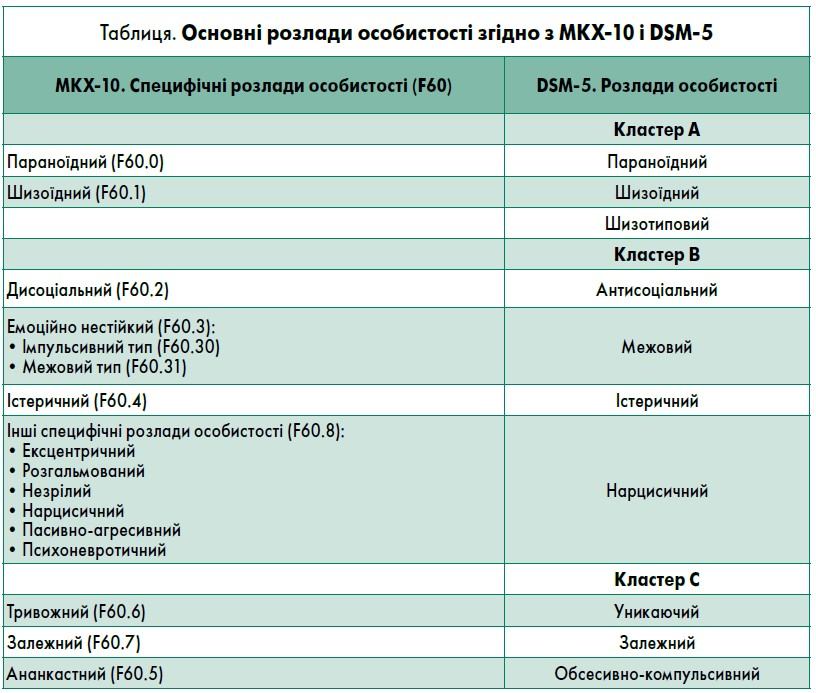 Таблиця. Основні розлади особистості згідно з МКХ-10 і DSM-5
МКХ-10. Специфічні розлади особистості (F60)
DSM-5. Розлади особистості
Кластер А
Параноїдний (F60.0)
Параноїдний
Шизоїдний (F60.1)
Шизоїдний
Шизотиповий
Кластер В
Дисоціальний (F60.2)
Антисоціальний
Емоційно нестійкий (F60.3):
• Імпульсивний тип (F60.30)
• Межовий тип (F60.31)
Межовий
Істеричний (F60.4)
Істеричний
Інші специфічні розлади особистості (F60.8):
• Ексцентричний
• Розгальмований
• Незрілий
• Нарцисичний
• Пасивно-агресивний
• Психоневротичний
Нарцисичний
Кластер С
Тривожний (F60.6)
Уникаючий
Залежний (F60.7)
Залежний
Ананкастний (F60.5)
Обсесивно-компульсивний